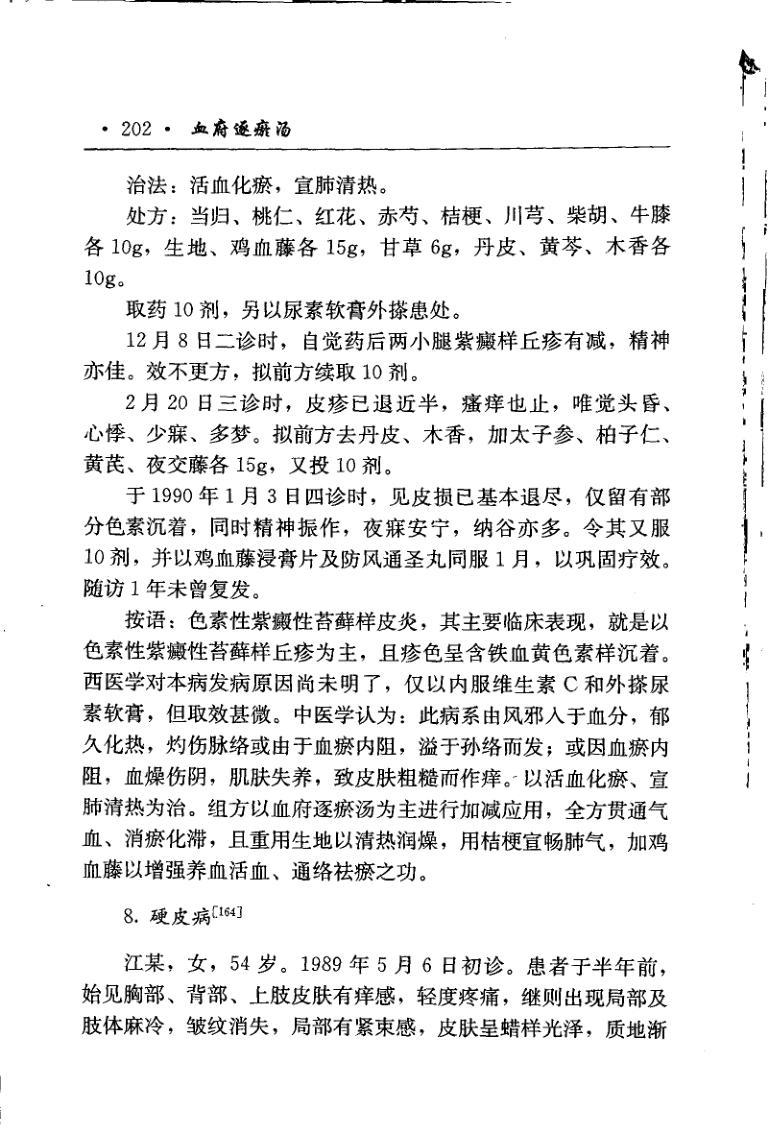 · 202 · 血府逐瘀汤
治法：活血化瘀，宣肺清热。
处方：当归、桃仁、红花、赤芍、桔梗、川芎、柴胡、牛膝
各 10g，生地、鸡血藤各 15g，甘草 6g，丹皮、黄芩、木香各
10g。
取药 10 剂，另以尿素软膏外搽患处。
12 月 8 日二诊时，自觉药后两小腿紫癜样丘疹有减，精神
亦佳。效不更方，拟前方续取 10 剂。
2 月 20 日三诊时，皮疹已退近半，瘙痒也止，唯觉头昏、
心悸、少寐、多梦。拟前方去丹皮、木香，加太子参、柏子仁、
黄芪、夜交藤各 15g，又投 10 剂。
于 1990 年 1 月 3 日四诊时，见皮损已基本退尽，仅留有部
分色素沉着，同时精神振作，夜寐安宁，纳谷亦多。令其又服
10 剂，并以鸡血藤浸膏片及防风通圣丸同服 1 月，以巩固疗效。
随访 1 年未曾复发。
按语：色素性紫癜性苔藓样皮炎，其主要临床表现，就是以
色素性紫癜性苔藓样丘疹为主，且疹色呈含铁血黄色素样沉着。
西医学对本病发病原因尚未明了，仅以内服维生素 C 和外搽尿
素软膏，但取效甚微。中医学认为：此病系由风邪入于血分，郁
久化热，灼伤脉络或由于血瘀内阻，溢于孙络而发；或因血瘀内
阻，血燥伤阴，肌肤失养，致皮肤粗糙而作痒。以活血化瘀、宣
肺清热为治。组方以血府逐瘀汤为主进行加减应用，全方贯通气
血、消瘀化滞，且重用生地以清热润燥，用桔梗宣畅肺气，加鸡
血藤以增强养血活血、通络祛瘀之功。
8. 硬皮病[164]
江某，女，54 岁。1989 年 5 月 6 日初诊。患者于半年前，
始见胸部、背部、上肢皮肤有痒感，轻度疼痛，继则出现局部及
肢体麻冷，皱纹消失，局部有紧束感，皮肤呈蜡样光泽，质地渐